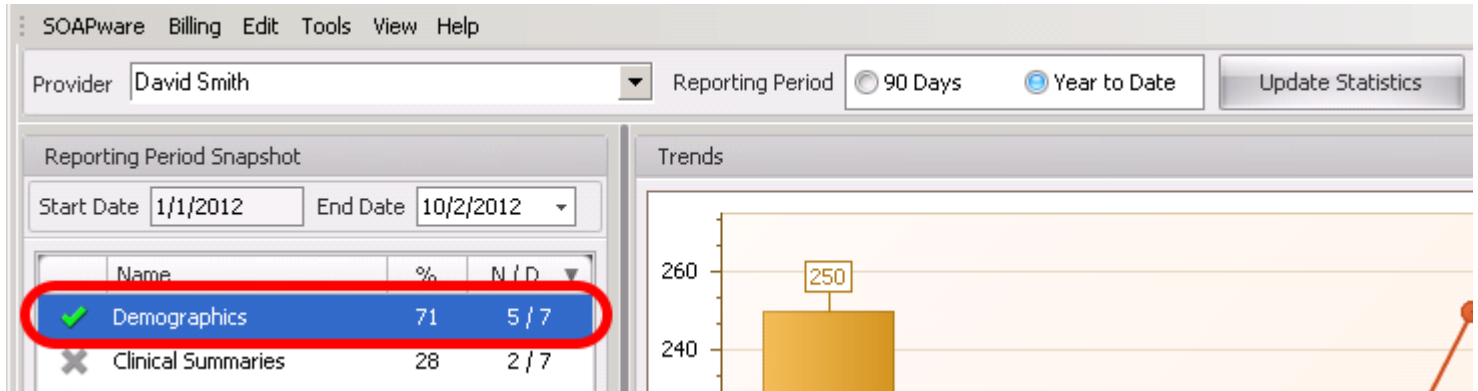 SOAPware Billing Edit Tools View Help
Provider David Smith Reporting Period 90 Days Year to Date Update Statistics
Reporting Period Snapshot
Start Date 1/1/2012 End Date 10/2/2012
Name % N / D
Demographics 71 5 / 7
Clinical Summaries 28 2 / 7
Trends
260
250
240